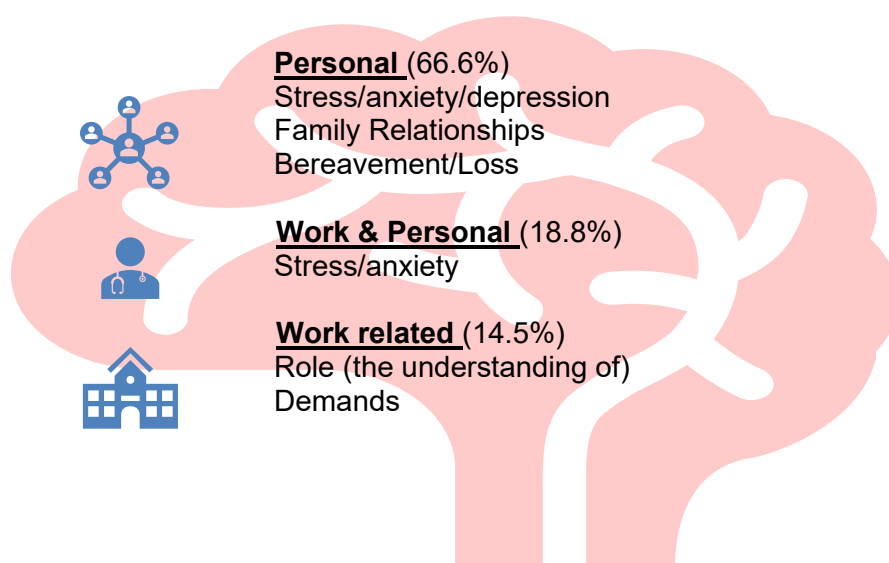 Personal (66.6%)
Stress/anxiety/depression
Family Relationships
Bereavement/Loss
Work & Personal (18.8%)
Stress/anxiety
Work related (14.5%)
Role (the understanding of)
Demands